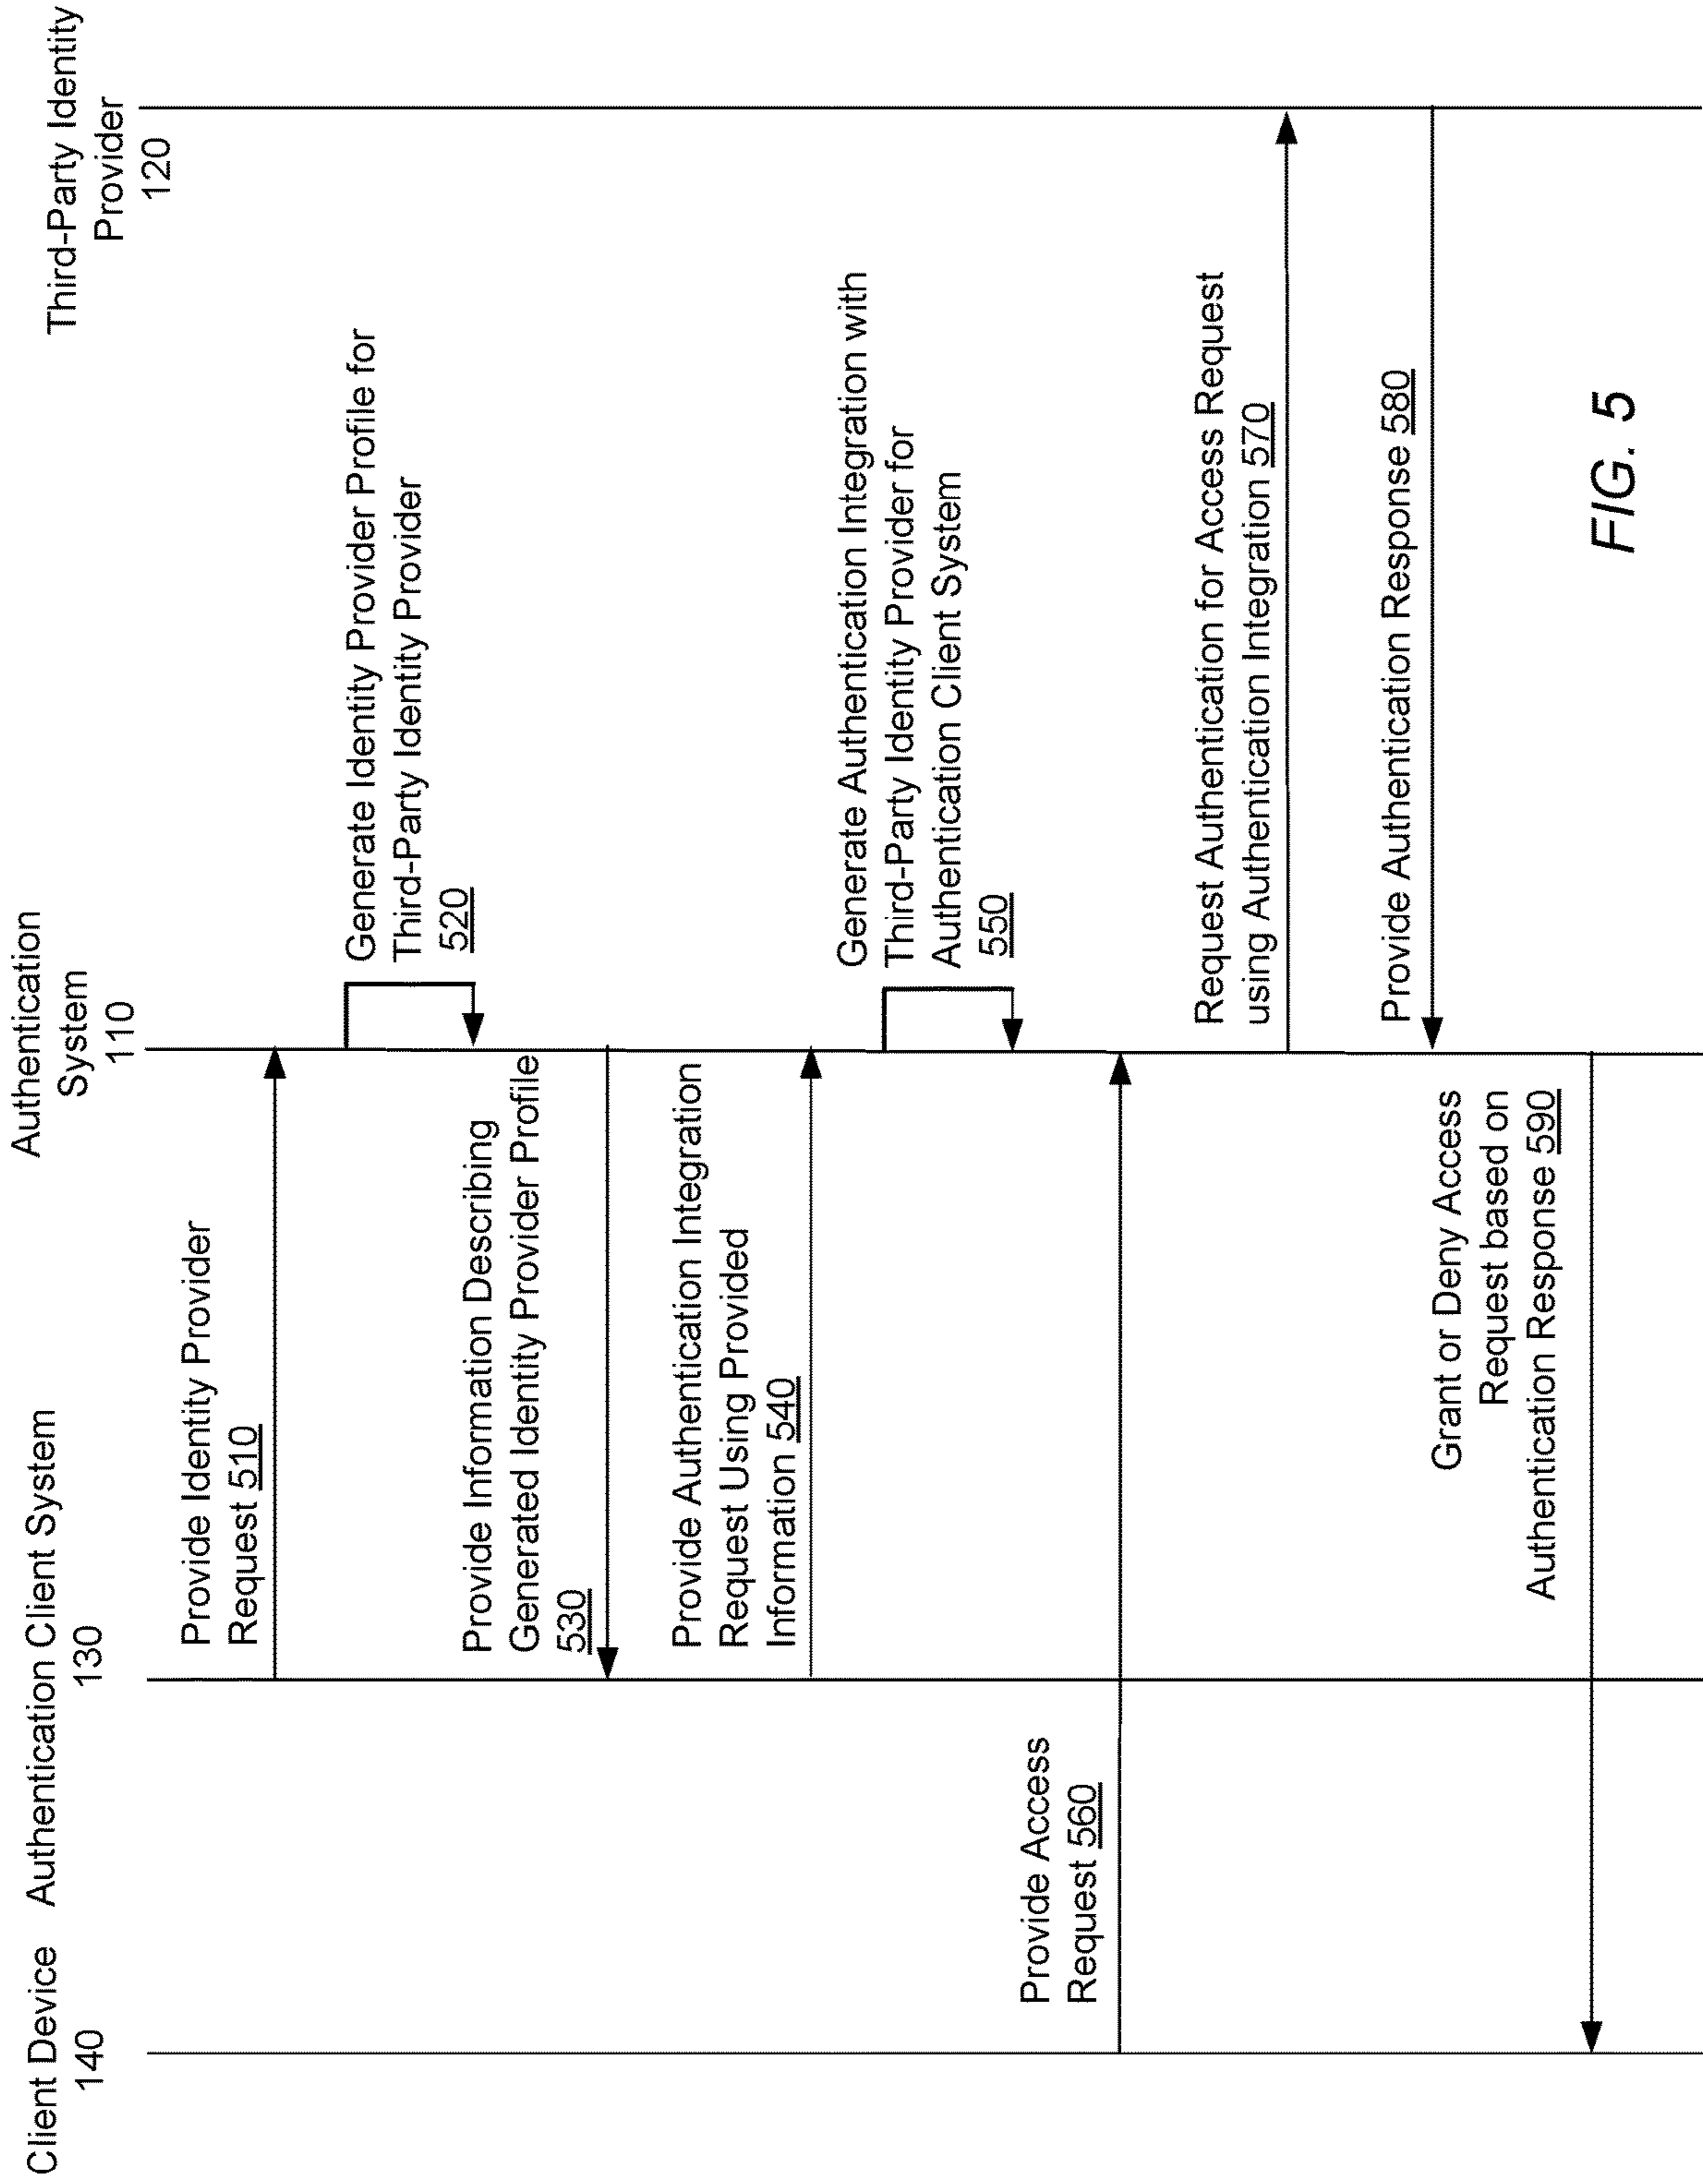 Client Device
140
Authentication Client System
130
Authentication
System
110
Third-Party Identity
Provider
120
Provide Identity Provider
Request 510
Generate Identity Provider Profile for
Third-Party Identity Provider
520
Provide Information Describing
Generated Identity Provider Profile
530
Provide Authentication Integration
Request Using Provided
Information 540
Generate Authentication Integration with
Third-Party Identity Provider for
Authentication Client System
550
Provide Access
Request 560
Request Authentication for Access Request
using Authentication Integration 570
Provide Authentication Response 580
Grant or Deny Access
Request based on
Authentication Response 590
FIG. 5